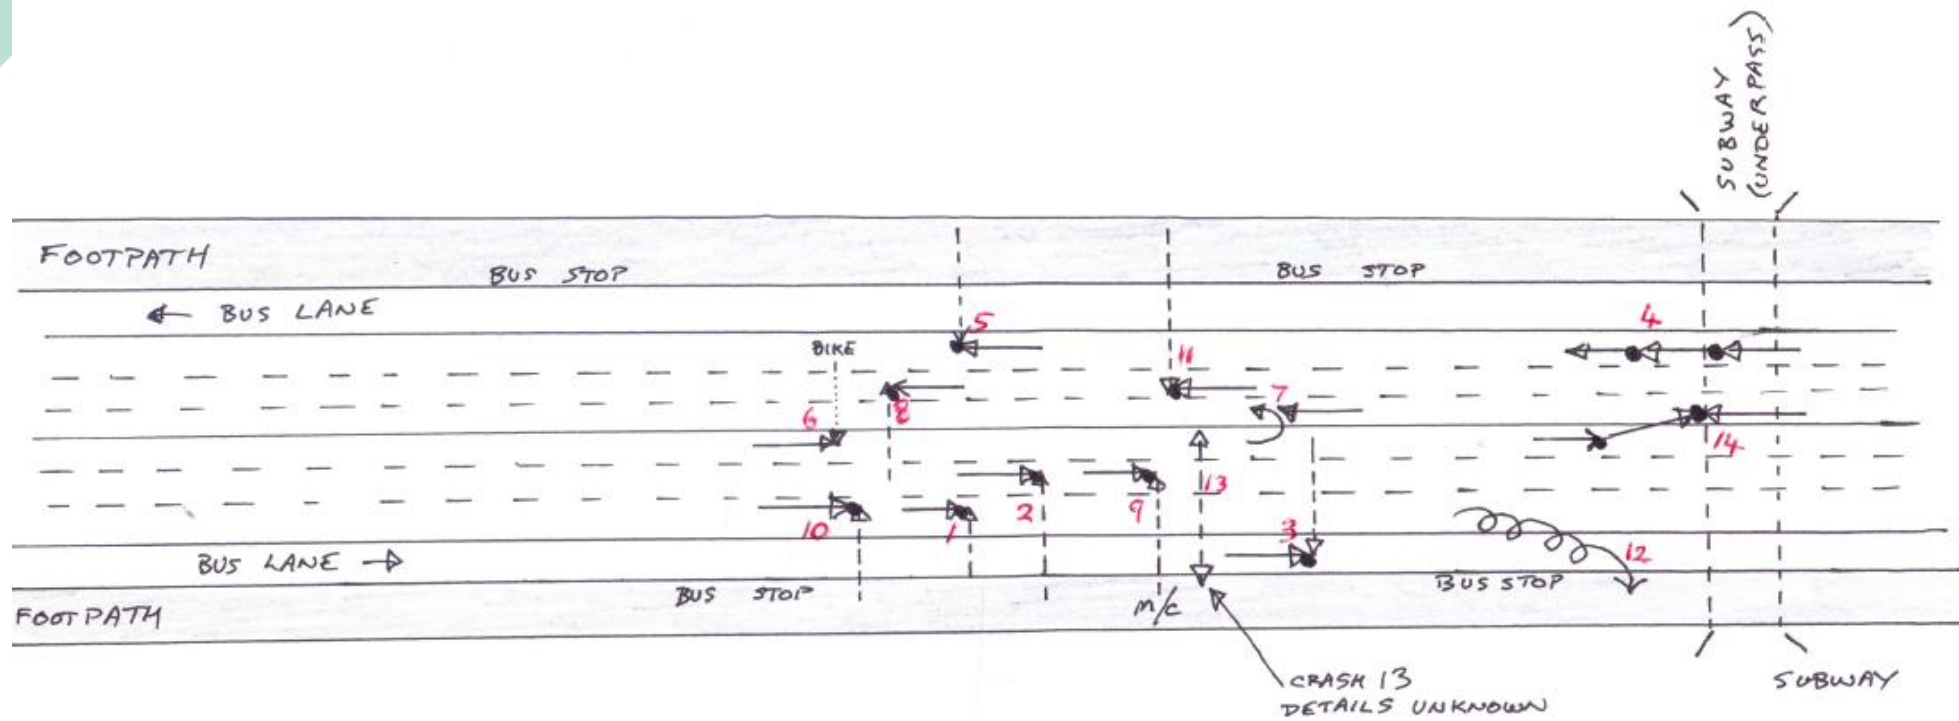 SUBWAY
(UNDERPASS)
FOOTPATH
BUS STOP
BUS STOP
← BUS LANE
5
4
BIKE
11
6
8
7
14
13
10
1
2
9
3
12
BUS LANE →
BUS STOP
BUS STOP
FOOTPATH
m/c
CRASH 13
DETAILS UNKNOWN
SUBWAY